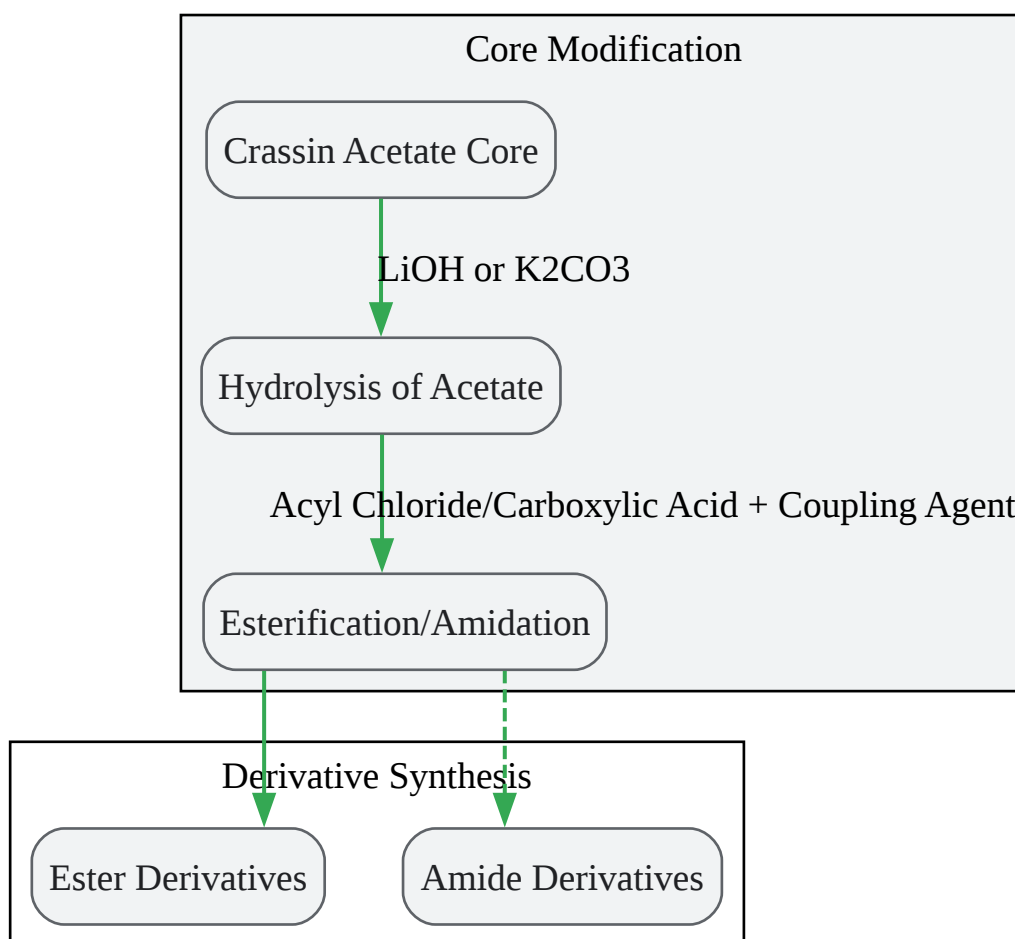 Core Modification
Crassin Acetate Core
LiOH or K2CO3
Hydrolysis of Acetate
Acyl Chloride/Carboxylic Acid + Coupling Agent
Esterification/Amidation
Derivative Synthesis
Ester Derivatives
Amide Derivatives